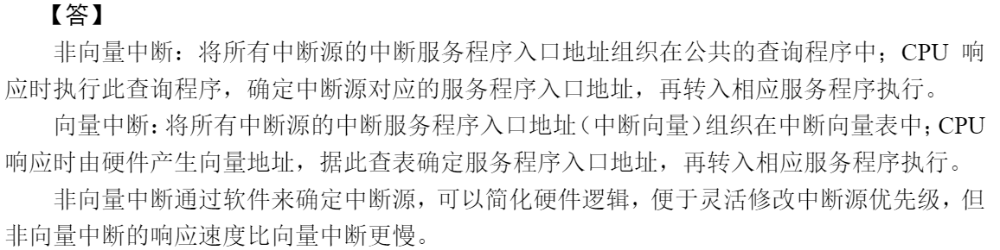 【答】
非向量中断：将所有中断源的中断服务程序入口地址组织在公共的查询程序中；CPU 响
应时执行此查询程序，确定中断源对应的服务程序入口地址，再转入相应服务程序执行。
向量中断：将所有中断源的中断服务程序入口地址（中断向量）组织在中断向量表中；CPU
响应时由硬件产生向量地址，据此查表确定服务程序入口地址，再转入相应服务程序执行。
非向量中断通过软件来确定中断源，可以简化硬件逻辑，便于灵活修改中断源优先级，但
非向量中断的响应速度比向量中断更慢。